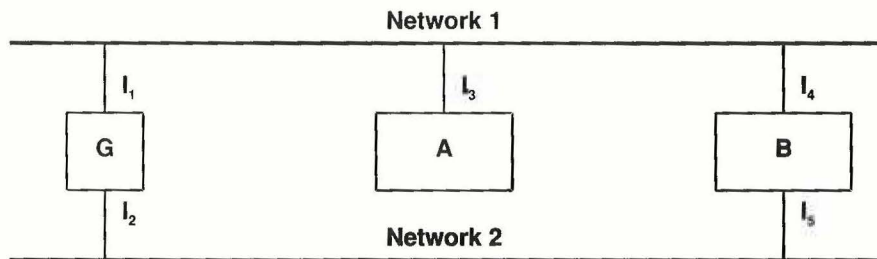 Network 1
I₁
I₃
I₄
G
A
B
I₂
I₅
Network 2